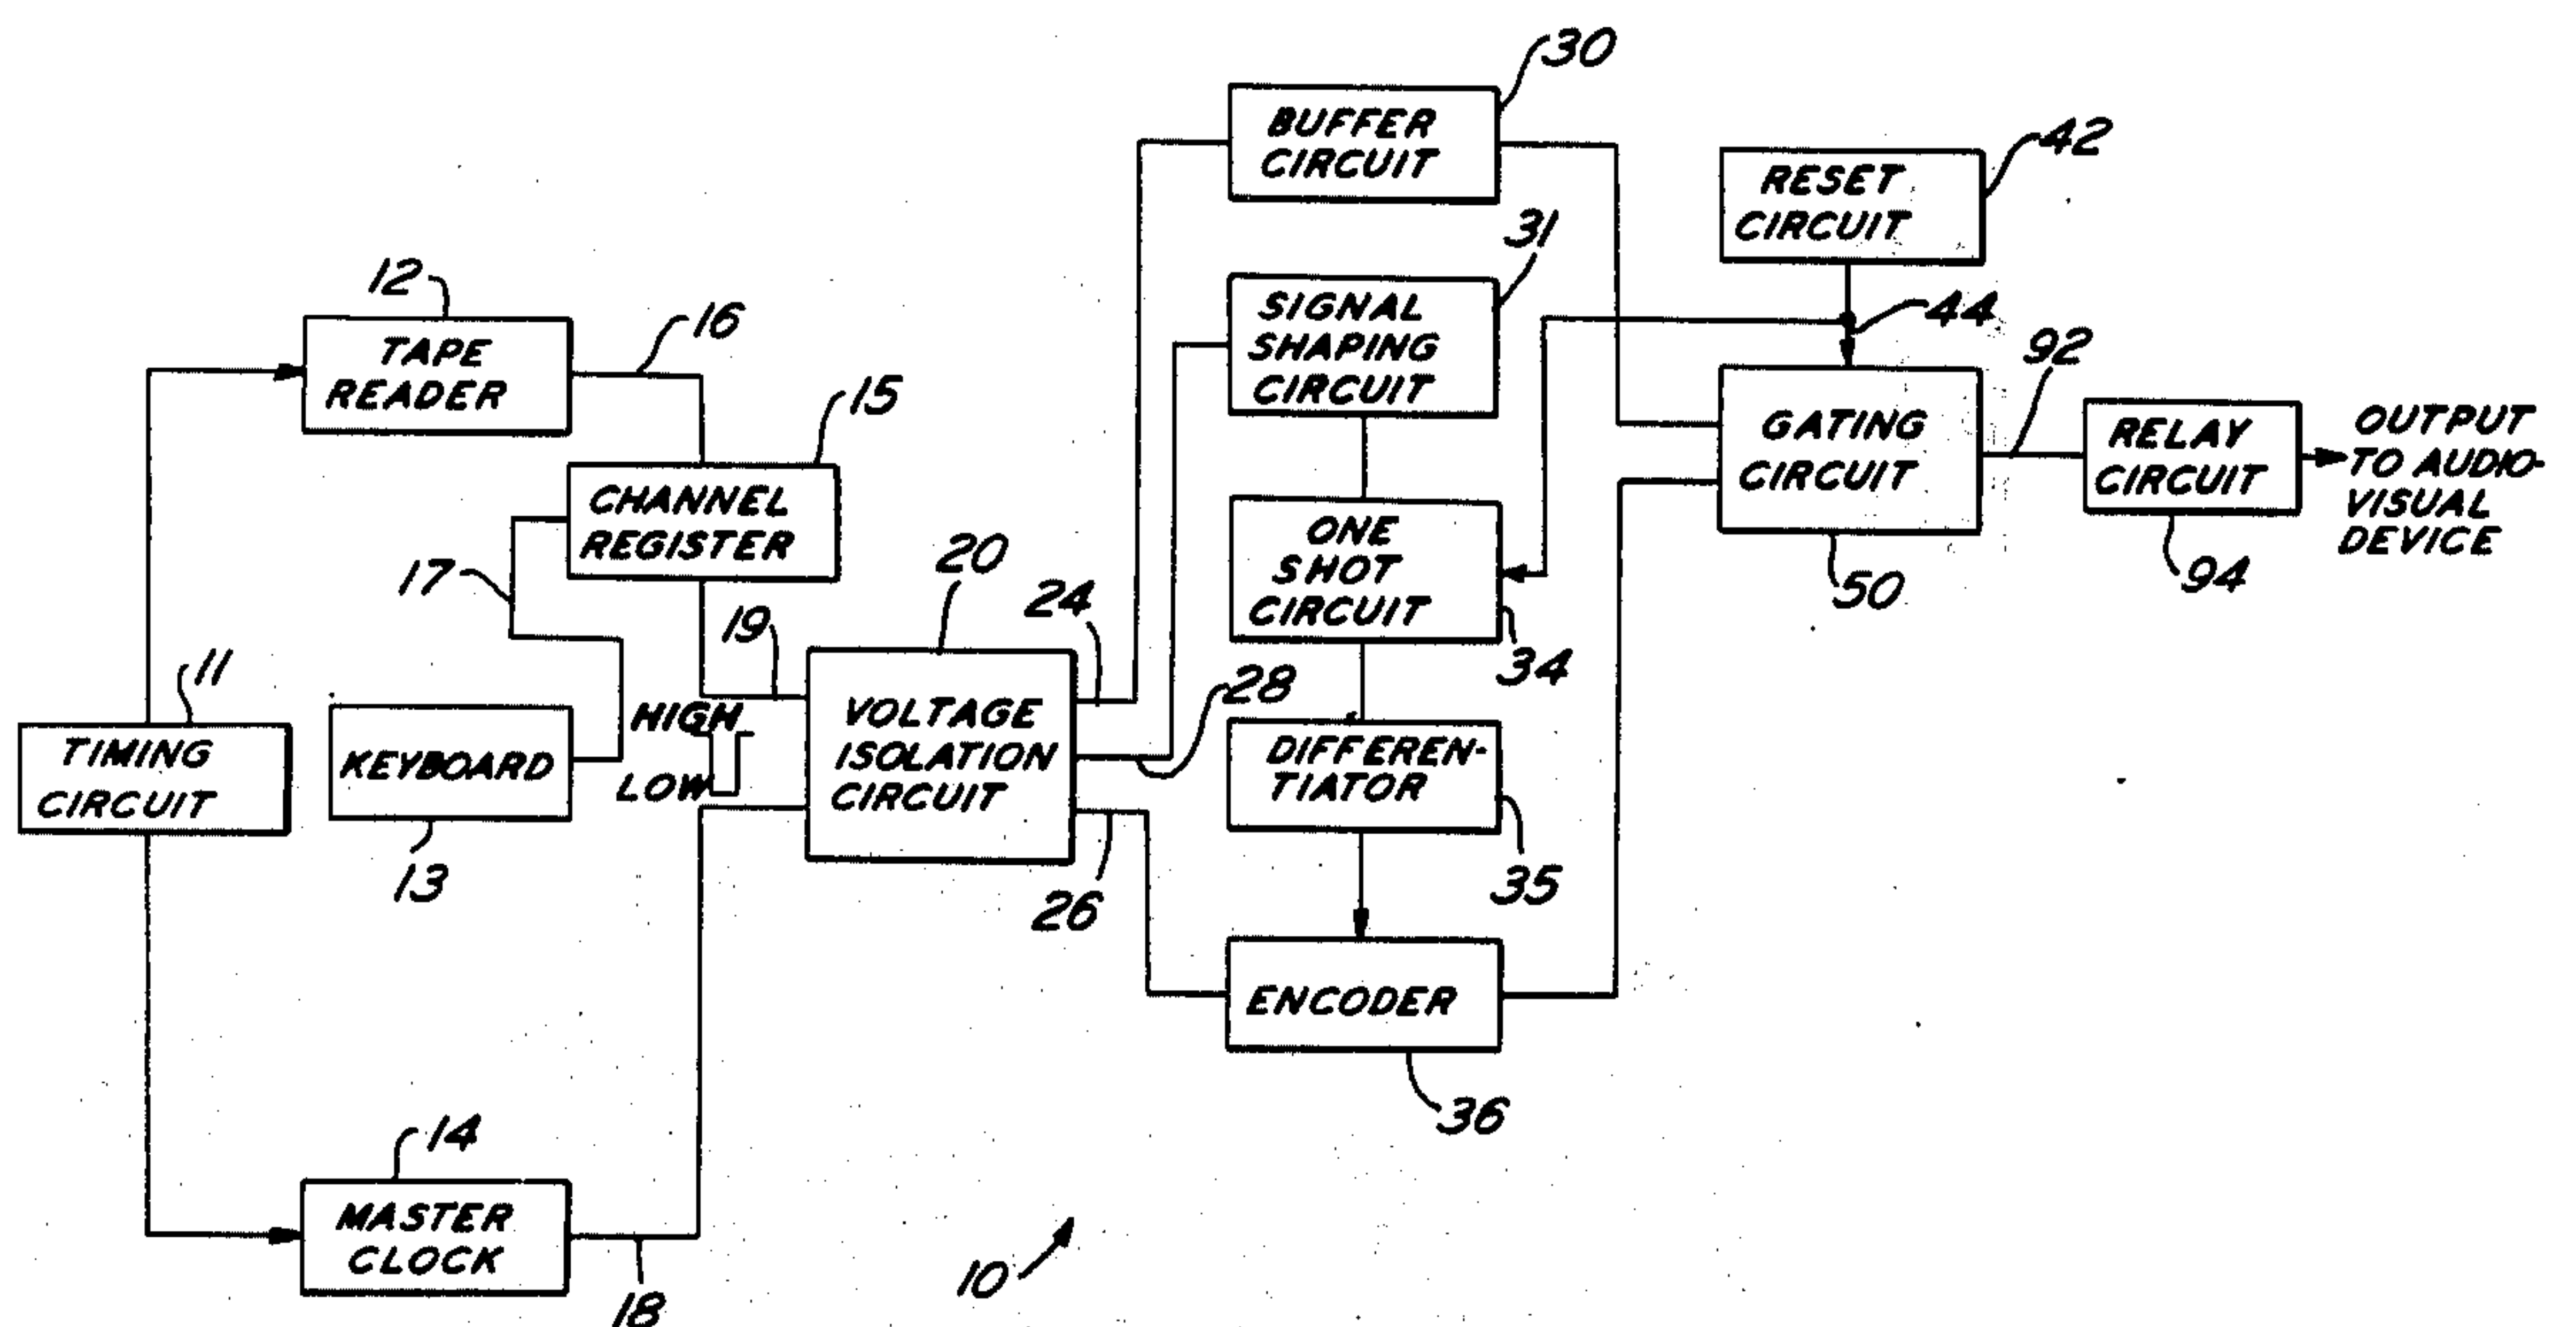 30
BUFFER
CIRCUIT
42
RESET
CIRCUIT
31
SIGNAL
SHAPING
CIRCUIT
44
12
TAPE
READER
16
15
CHANNEL
REGISTER
92
GATING
CIRCUIT
50
RELAY
CIRCUIT
94
OUTPUT
TO AUDIO-
VISUAL
DEVICE
ONE
SHOT
CIRCUIT
34
17
19
20
24
28
11
TIMING
CIRCUIT
KEYBOARD
13
HIGH
LOW
VOLTAGE
ISOLATION
CIRCUIT
26
DIFFEREN-
TIATOR
35
ENCODER
36
14
MASTER
CLOCK
18
10